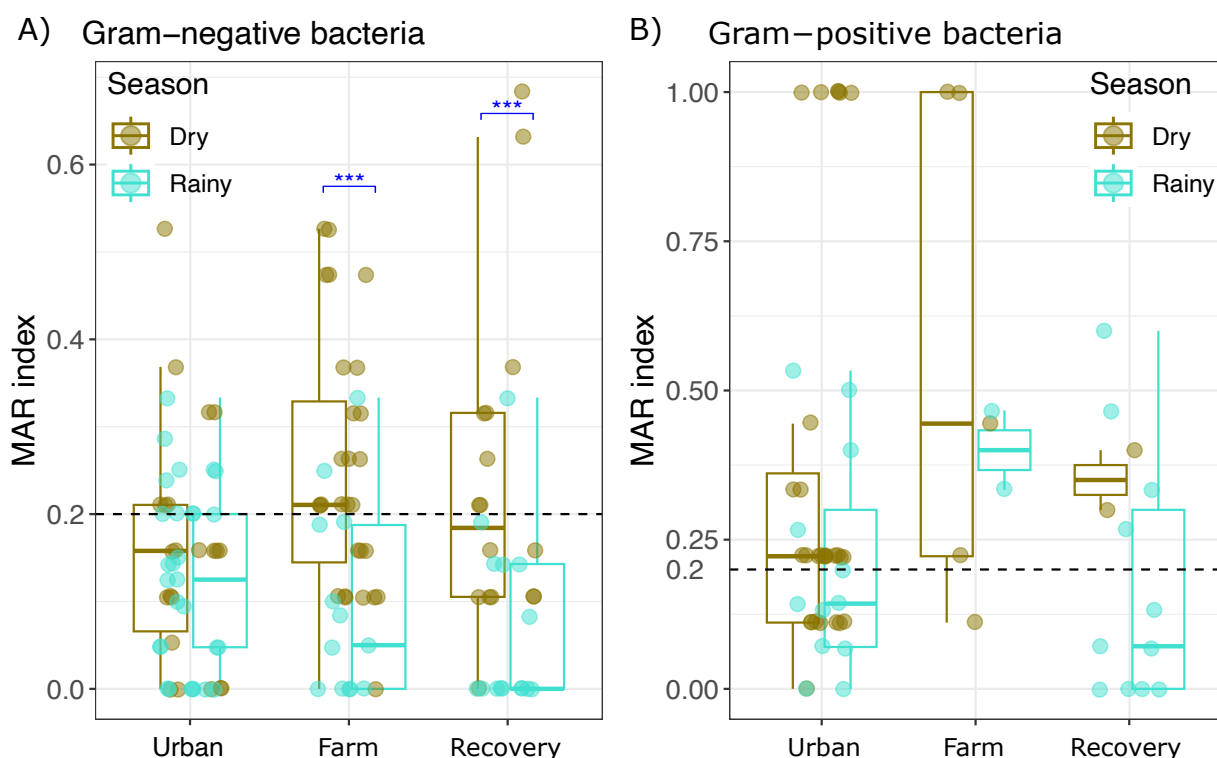 A) Gram−negative bacteria
Season
Dry
Rainy
***
***
MAR index
0.6
0.4
0.2
0.0
Urban Farm Recovery
B) Gram−positive bacteria
Season
Dry
Rainy
MAR index
1.00
0.75
0.50
0.25
0.2
0.00
Urban Farm Recovery